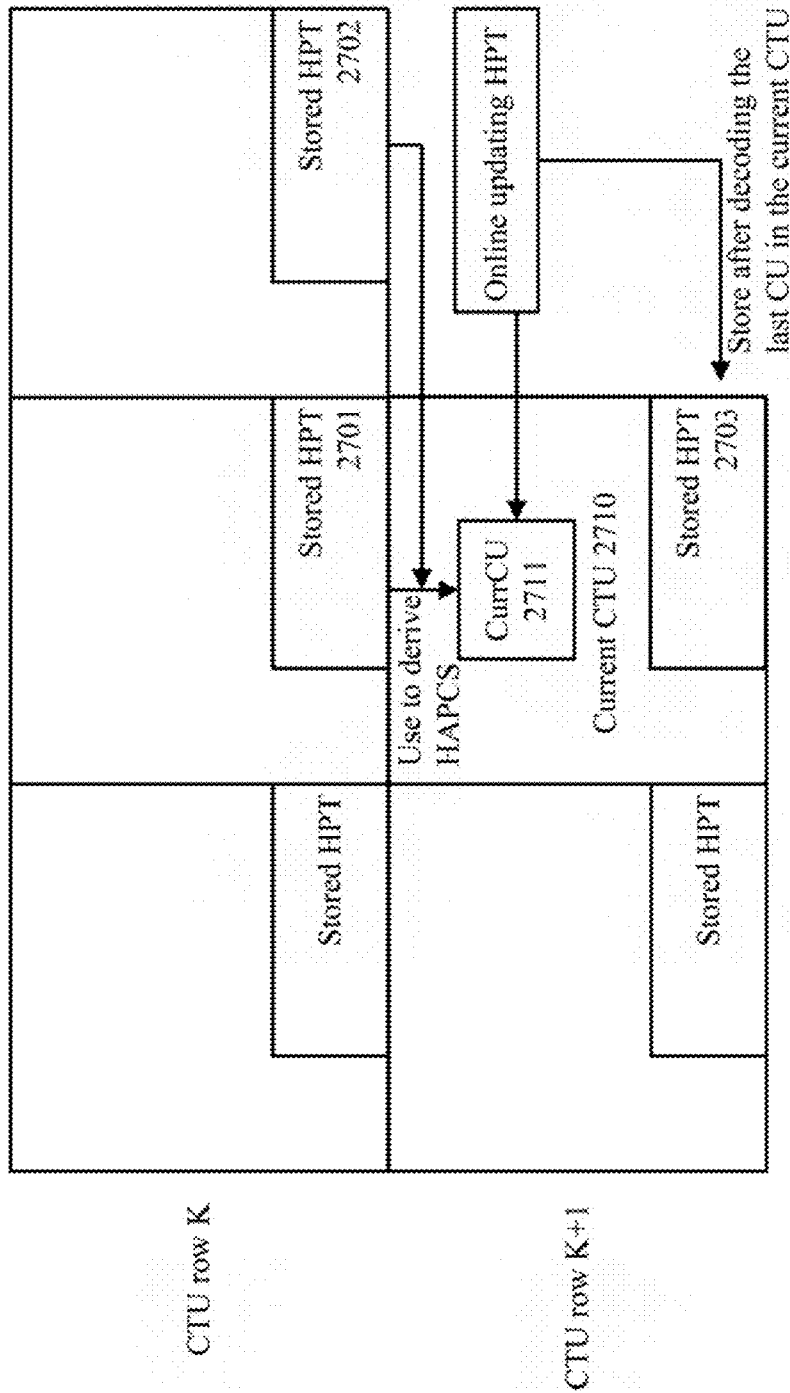 CTU row K
Stored HPT
Stored HPT
2701
Stored HPT
2702
CTU row K+1
Stored HPT
Use to derive
HAPCS
CurrCU
2711
Current CTU 2710
Stored HPT
2703
Online updating HPT
Store after decoding the
last CU in the current CTU